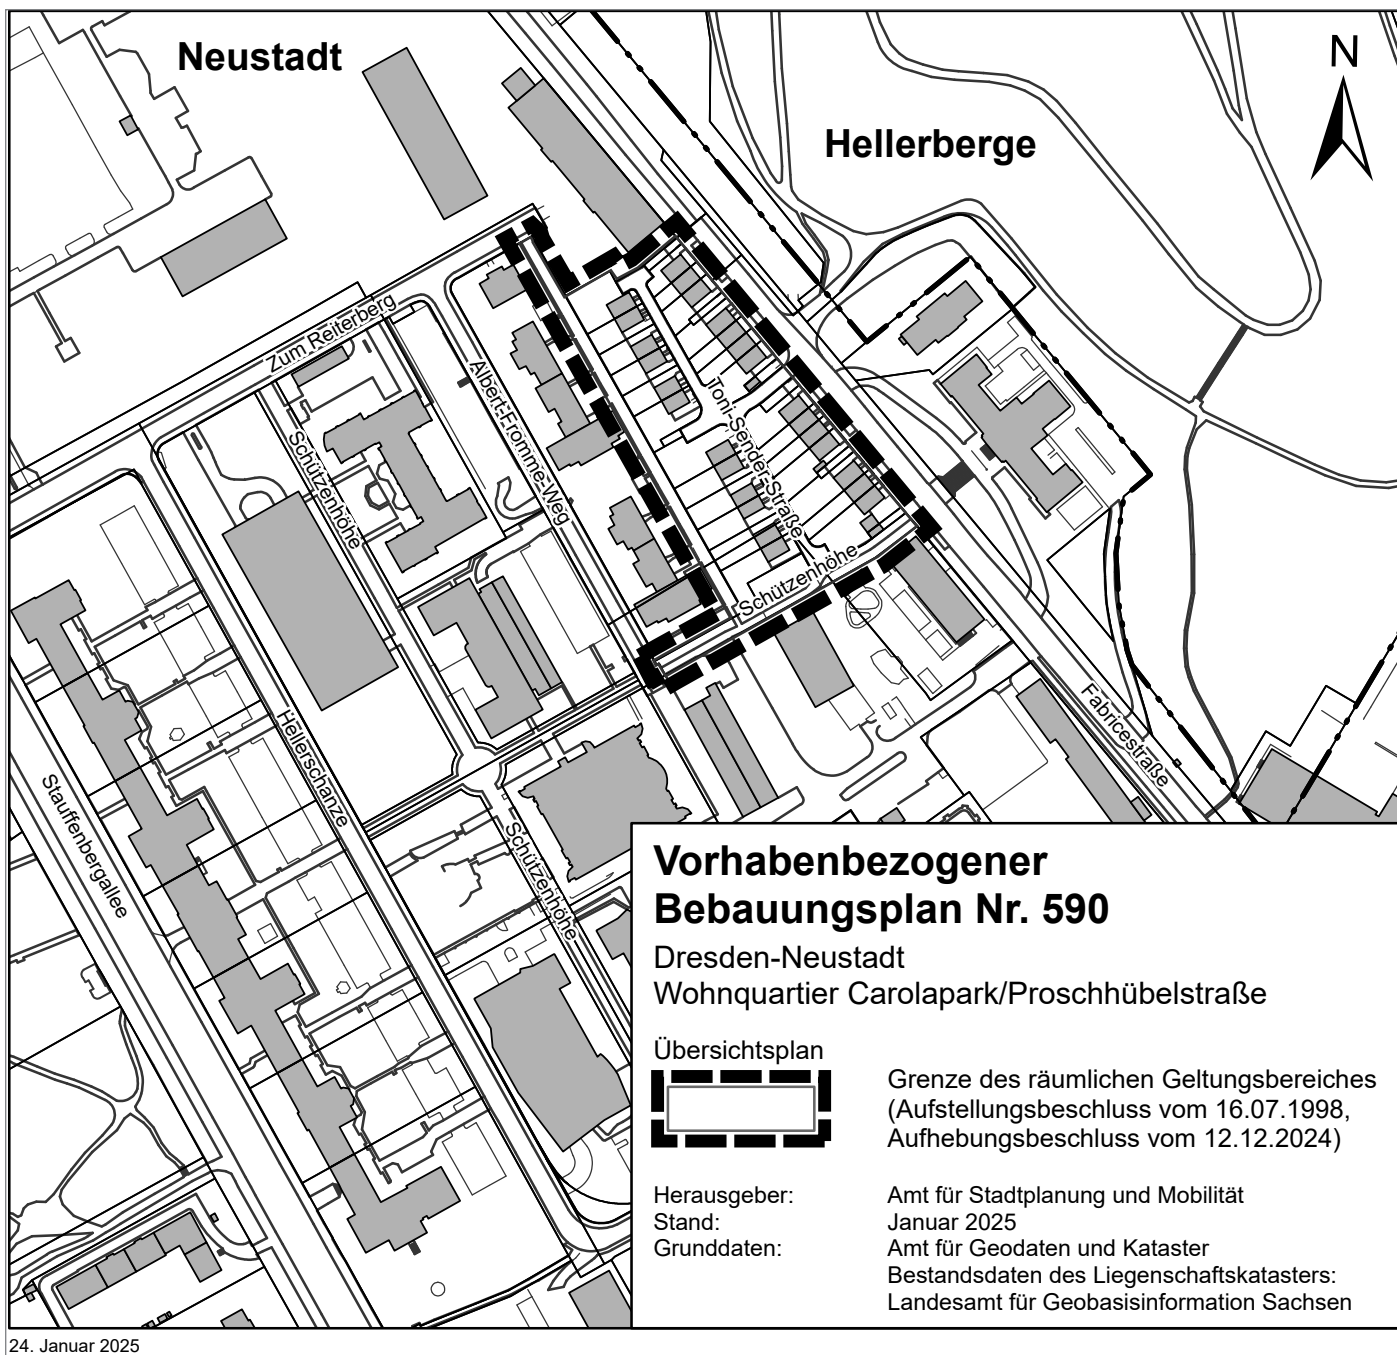 Neustadt
N
Hellerberge
Zum Reiterberg
Albert-Fromme-Weg
Toni-Sender-Straße
Schützenhöhe
Schützenhöhe
Fabricestraße
Hellerschanze
Stauffenbergallee
Schützenhöhe
Vorhabenbezogener
Bebauungsplan Nr. 590
Dresden-Neustadt
Wohnquartier Carolapark/Proschhübelstraße
Übersichtsplan
Grenze des räumlichen Geltungsbereiches
(Aufstellungsbeschluss vom 16.07.1998,
Aufhebungsbeschluss vom 12.12.2024)
Herausgeber: Amt für Stadtplanung und Mobilität
Stand: Januar 2025
Grunddaten: Amt für Geodaten und Kataster
Bestandsdaten des Liegenschaftskatasters:
Landesamt für Geobasisinformation Sachsen
24. Januar 2025